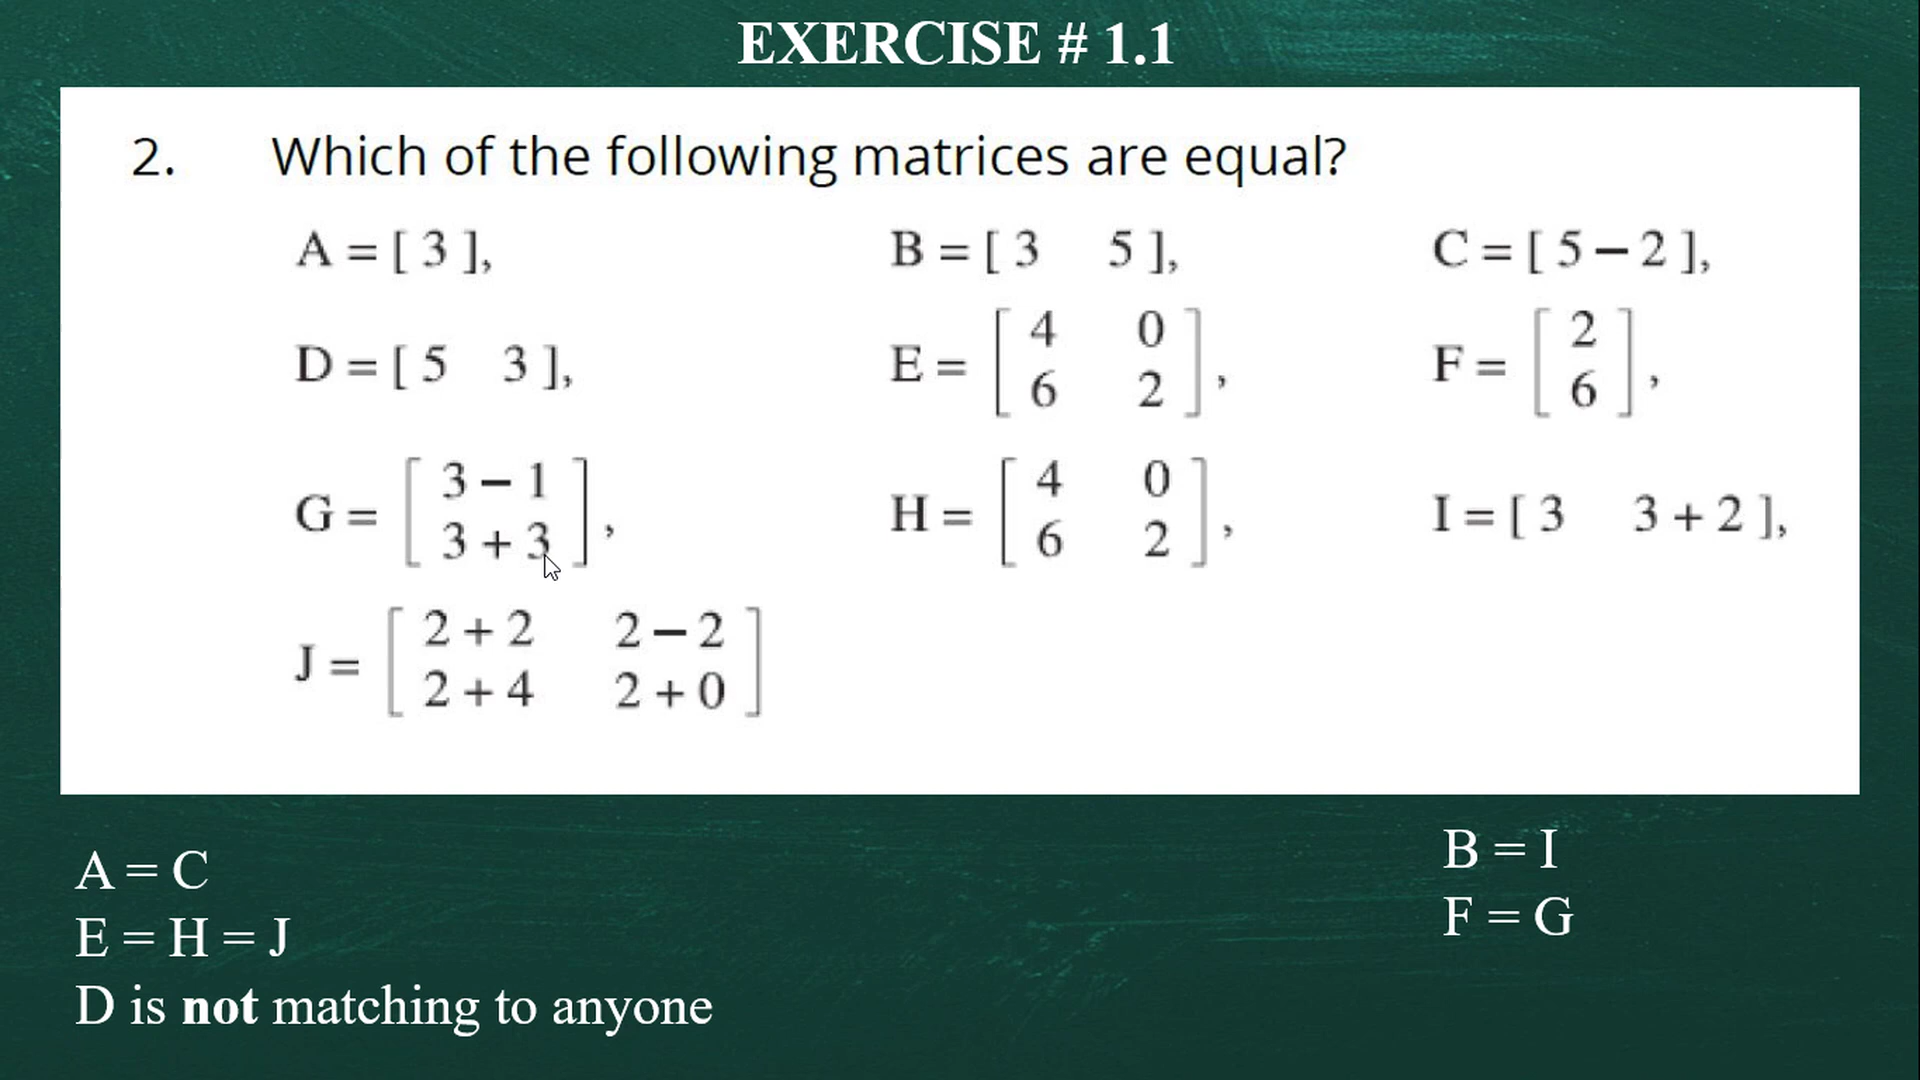 EXERCISE # 1.1
2. Which of the following matrices are equal?
A = [ 3 ], B = [ 3 5 ], C = [ 5 − 2 ],
D = [ 5 3 ], E = [ 4 0 6 2 ], F = [ 2 6 ],
G = [ 3 − 1 3 + 3 ], H = [ 4 0 6 2 ], I = [ 3 3 + 2 ],
J = [ 2 + 2 2 − 2 2 + 4 2 + 0 ]
A = C
E = H = J
D is not matching to anyone
B = I
F = G